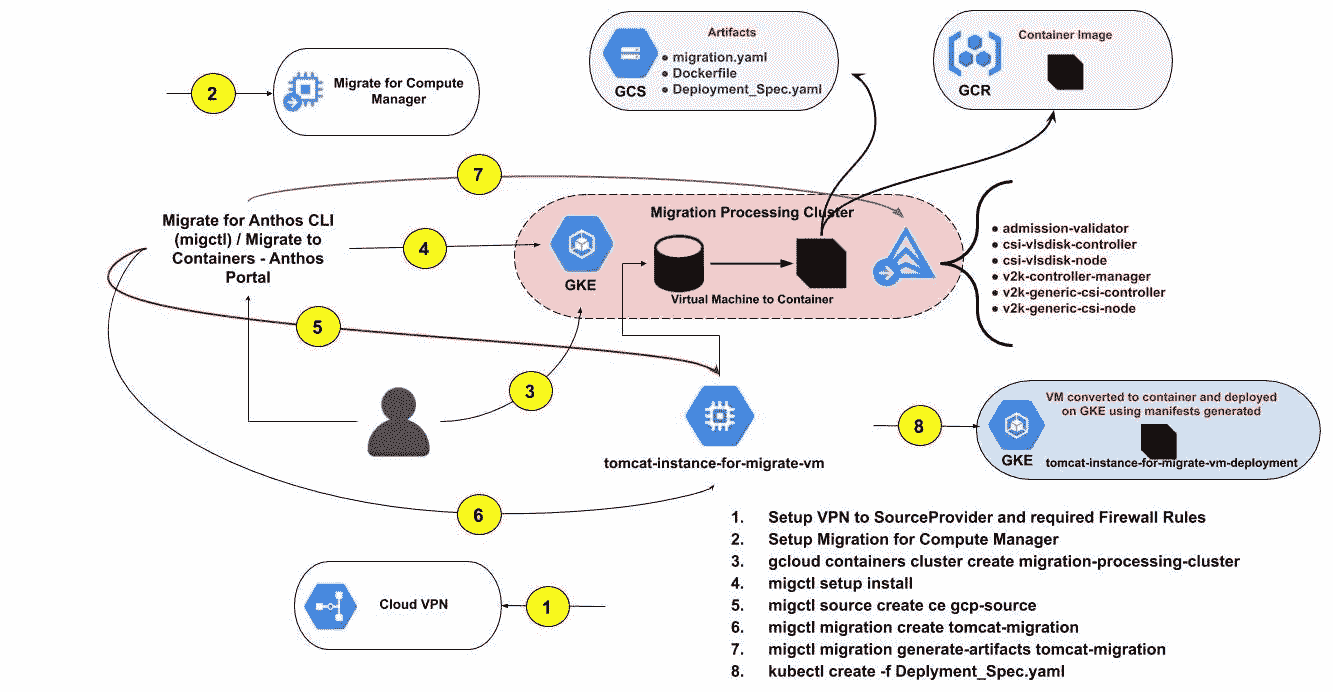 Artifacts
● migration.yaml
● Dockerfile
● Deployment_Spec.yaml
GCS
Container Image
GCR
2
Migrate for Compute
Manager
7
Migrate for Anthos CLI
(migctl) / Migrate to
Containers - Anthos
Portal
4
Migration Processing Cluster
GKE
Virtual Machine to Container
● admission-validator
● csi-vlsdisk-controller
● csi-vlsdisk-node
● v2k-controller-manager
● v2k-generic-csi-controller
● v2k-generic-csi-node
5
3
tomcat-instance-for-migrate-vm
8
VM converted to container and deployed
on GKE using manifests generated
GKE
tomcat-instance-for-migrate-vm-deployment
6
Cloud VPN
1
1. Setup VPN to SourceProvider and required Firewall Rules
2. Setup Migration for Compute Manager
3. gcloud containers cluster create migration-processing-cluster
4. migctl setup install
5. migctl source create ce gcp-source
6. migctl migration create tomcat-migration
7. migctl migration generate-artifacts tomcat-migration
8. kubectl create -f Deplyment_Spec.yaml